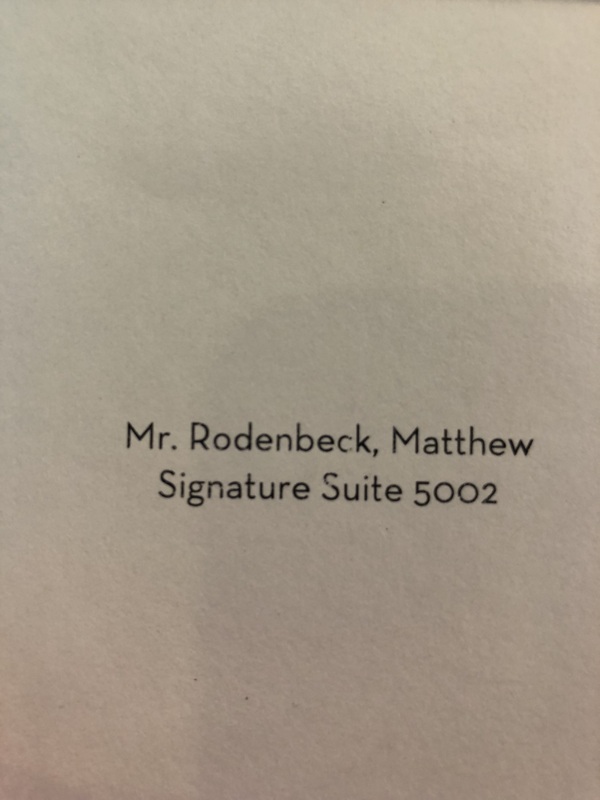 Mr. Rodenbeck, Matthew
Signature Suite 5002